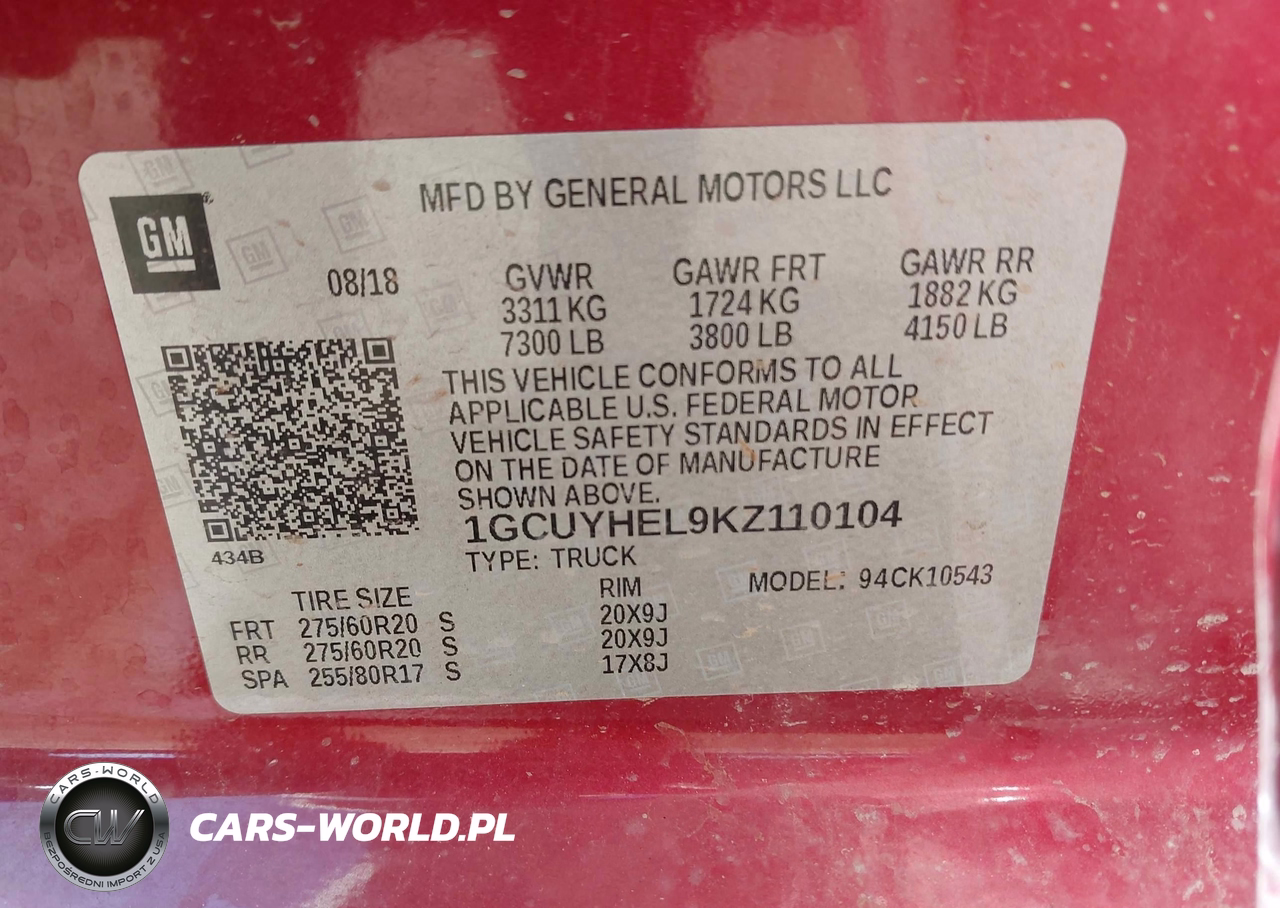 GM
MFD BY GENERAL MOTORS LLC
08/18 GVWR GAWR FRT GAWR RR
3311 KG 1724 KG 1882 KG
7300 LB 3800 LB 4150 LB
THIS VEHICLE CONFORMS TO ALL
APPLICABLE U.S. FEDERAL MOTOR
VEHICLE SAFETY STANDARDS IN EFFECT
ON THE DATE OF MANUFACTURE
SHOWN ABOVE.
1GCUYHEL9KZ110104
434B
TYPE: TRUCK
MODEL: 94CK10543
TIRE SIZE RIM
FRT 275/60R20 S 20X9J
RR 275/60R20 S 20X9J
SPA 255/80R17 S 17X8J
CARS-WORLD
CW
BEZPOŚREDNI IMPORT Z USA
CARS-WORLD.PL